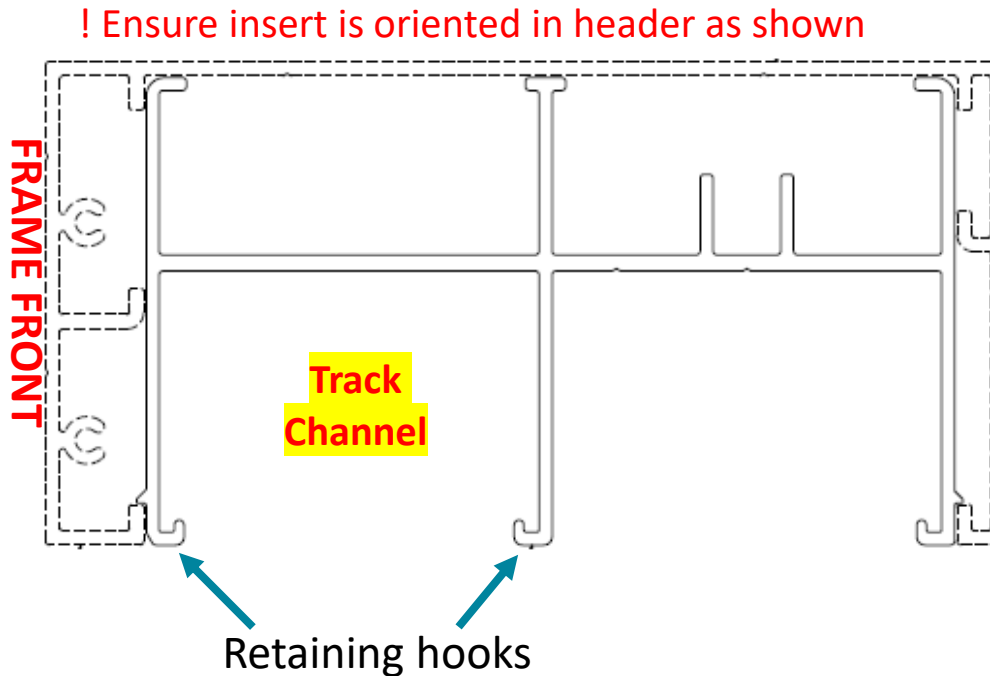 ! Ensure insert is oriented in header as shown
FRAME FRONT
Track
Channel
Retaining hooks